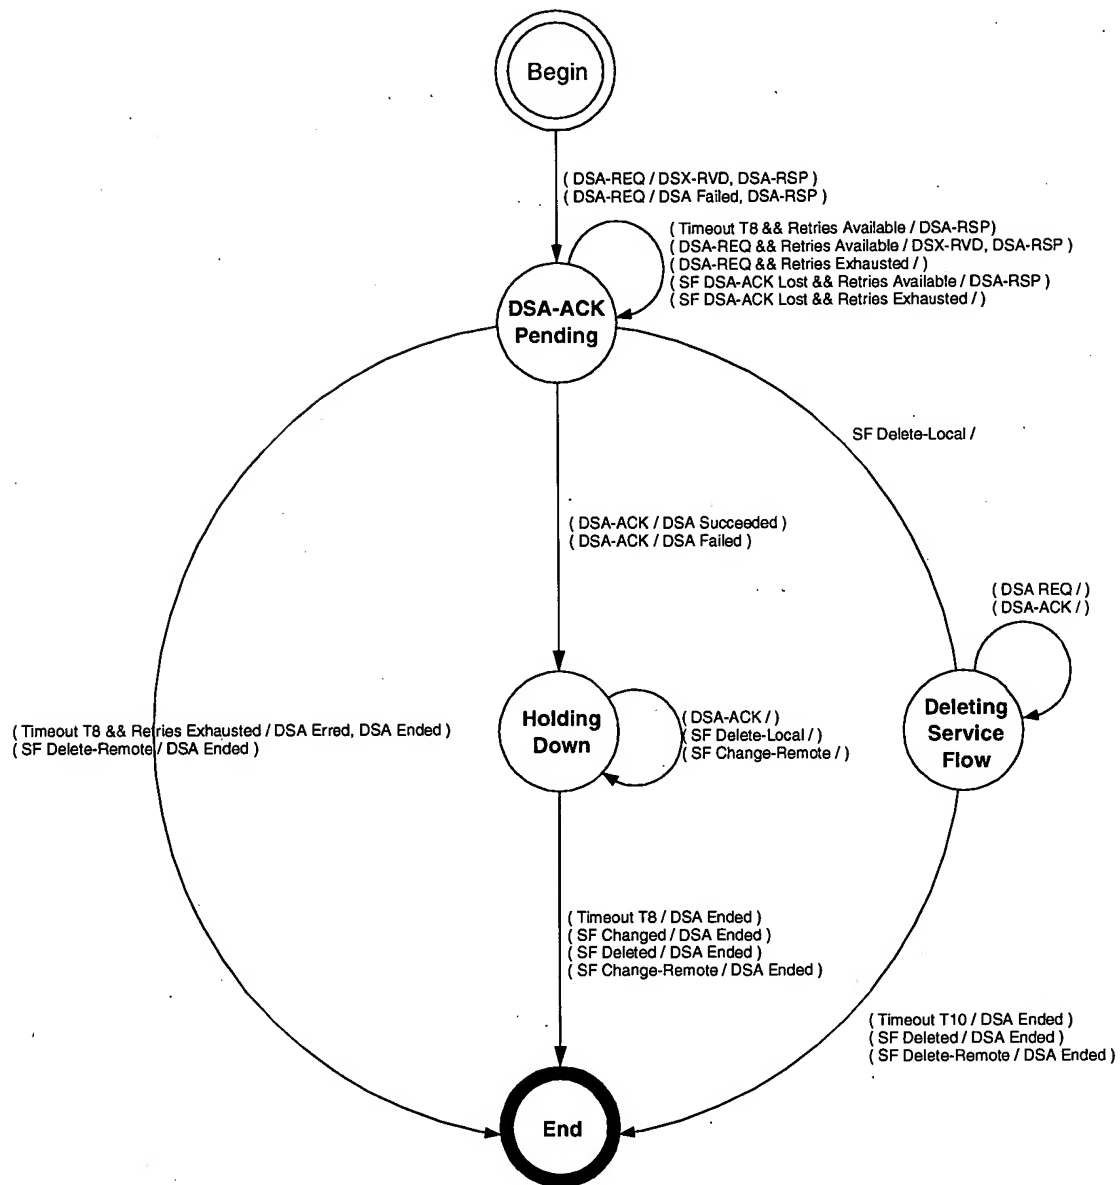 Begin
( DSA-REQ / DSX-RVD, DSA-RSP )
( DSA-REQ / DSA Failed, DSA-RSP )
( Timeout T8 && Retries Available / DSA-RSP)
( DSA-REQ && Retries Available / DSX-RVD, DSA-RSP )
( DSA-REQ && Retries Exhausted / )
( SF DSA-ACK Lost && Retries Available / DSA-RSP )
( SF DSA-ACK Lost && Retries Exhausted / )
DSA-ACK
Pending
SF Delete-Local /
( DSA-ACK / DSA Succeeded )
( DSA-ACK / DSA Failed )
( DSA REQ / )
( DSA-ACK / )
Holding
Down
( DSA-ACK / )
( SF Delete-Local / )
( SF Change-Remote / )
Deleting
Service
Flow
( Timeout T8 && Retries Exhausted / DSA Erred, DSA Ended )
( SF Delete-Remote / DSA Ended )
( Timeout T8 / DSA Ended )
( SF Changed / DSA Ended )
( SF Deleted / DSA Ended )
( SF Change-Remote / DSA Ended )
( Timeout T10 / DSA Ended )
( SF Deleted / DSA Ended )
( SF Delete-Remote / DSA Ended )
End